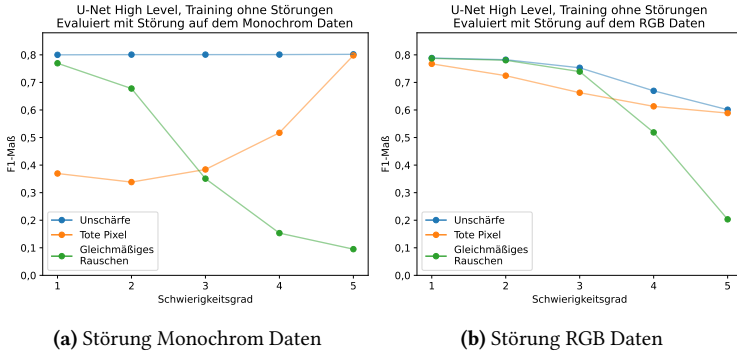 U-Net High Level, Training ohne Störungen
Evaluiert mit Störung auf dem Monochrom Daten
F1-Maß
0,8
0,7
0,6
0,5
0,4
0,3
0,2
0,1
0,0
Unschärfe
Tote Pixel
Gleichmäßiges
Rauschen
1 2 3 4 5
Schwierigkeitsgrad
(a) Störung Monochrom Daten
U-Net High Level, Training ohne Störungen
Evaluiert mit Störung auf dem RGB Daten
F1-Maß
0,8
0,7
0,6
0,5
0,4
0,3
0,2
0,1
0,0
Unschärfe
Tote Pixel
Gleichmäßiges
Rauschen
1 2 3 4 5
Schwierigkeitsgrad
(b) Störung RGB Daten